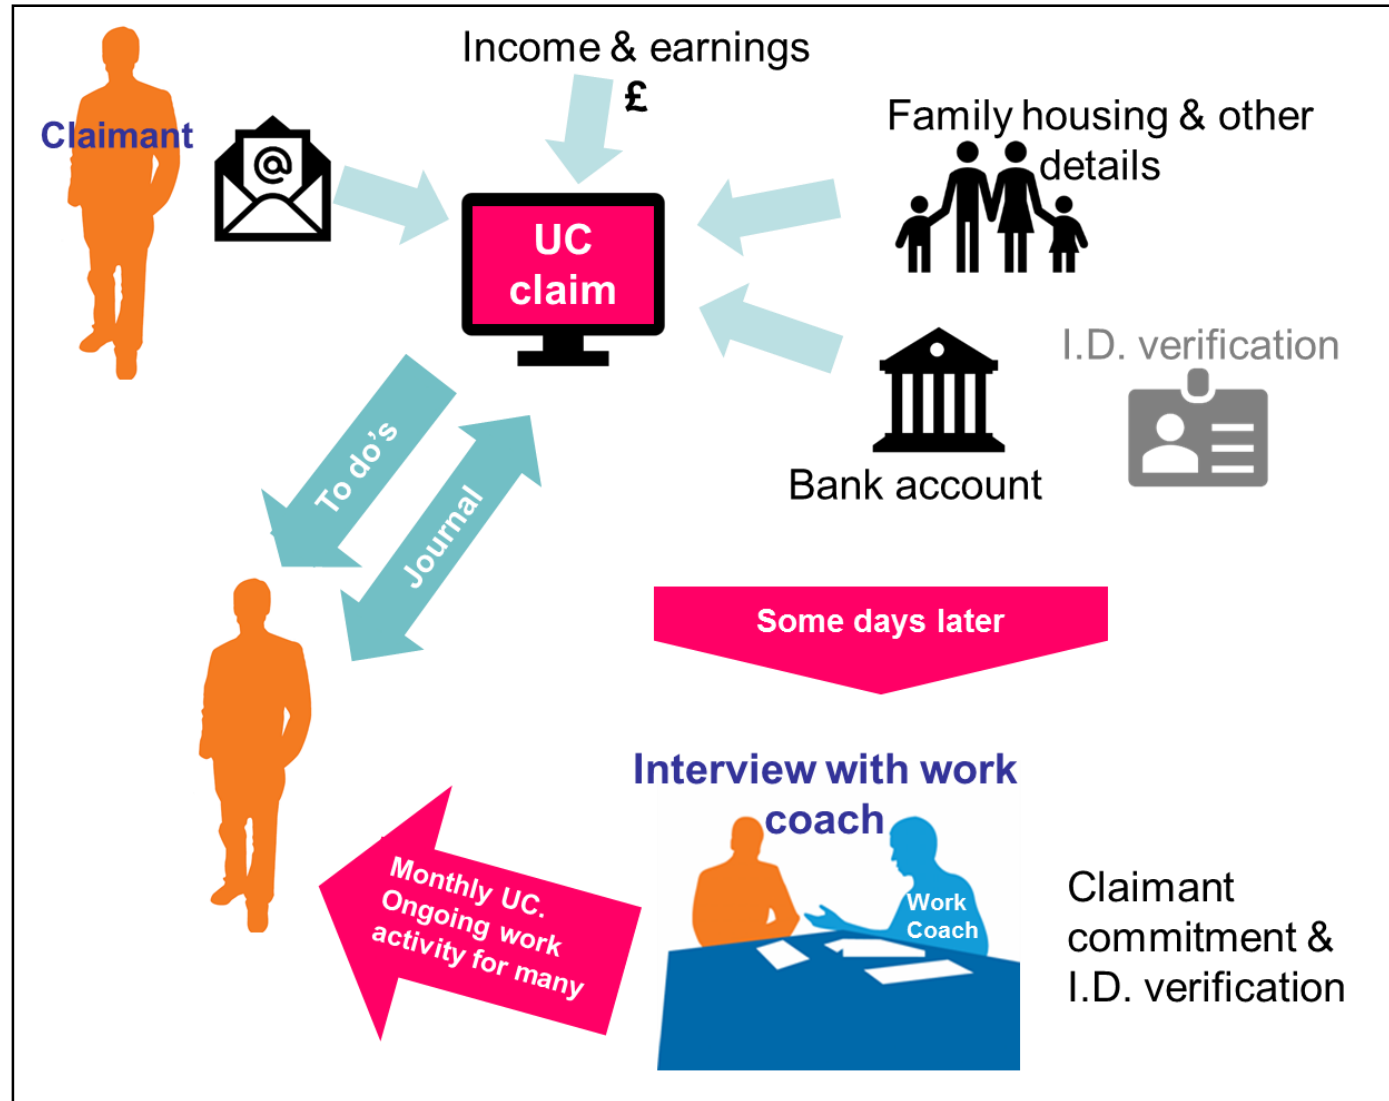 Income & earnings
£
Claimant
@
Family housing & other
details
UC
claim
I.D. verification
Bank account
To do's
Journal
Some days later
Interview with work
coach
Work
Coach
Monthly UC.
Ongoing work
activity for many
Claimant
commitment &
I.D. verification